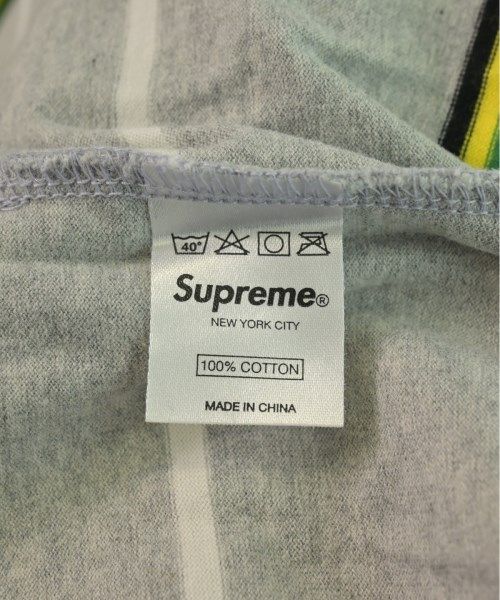 40°
Supreme®
NEW YORK CITY
100% COTTON
MADE IN CHINA